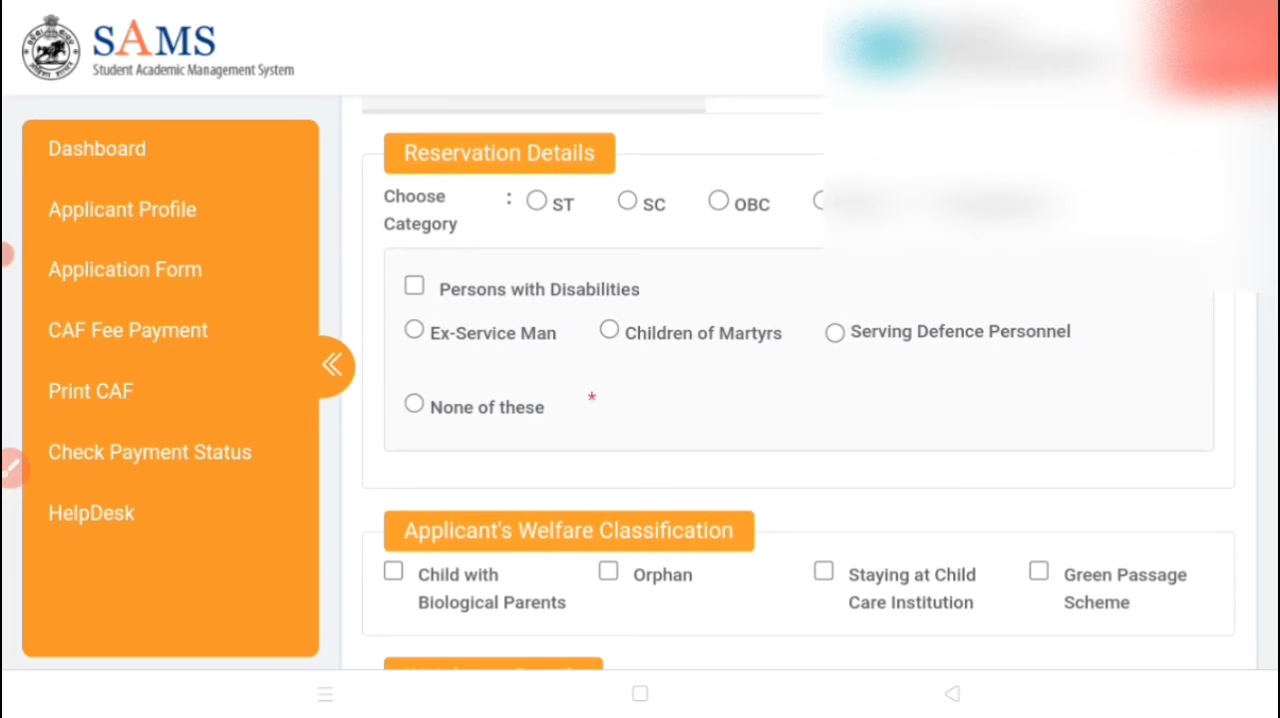 SAMS
Student Academic Management System
Dashboard
Applicant Profile
Application Form
CAF Fee Payment
Print CAF
Check Payment Status
HelpDesk
Reservation Details
Choose Category : ST SC OBC
Persons with Disabilities
Ex-Service Man Children of Martyrs Serving Defence Personnel
None of these *
Applicant's Welfare Classification
Child with Biological Parents
Orphan
Staying at Child Care Institution
Green Passage Scheme